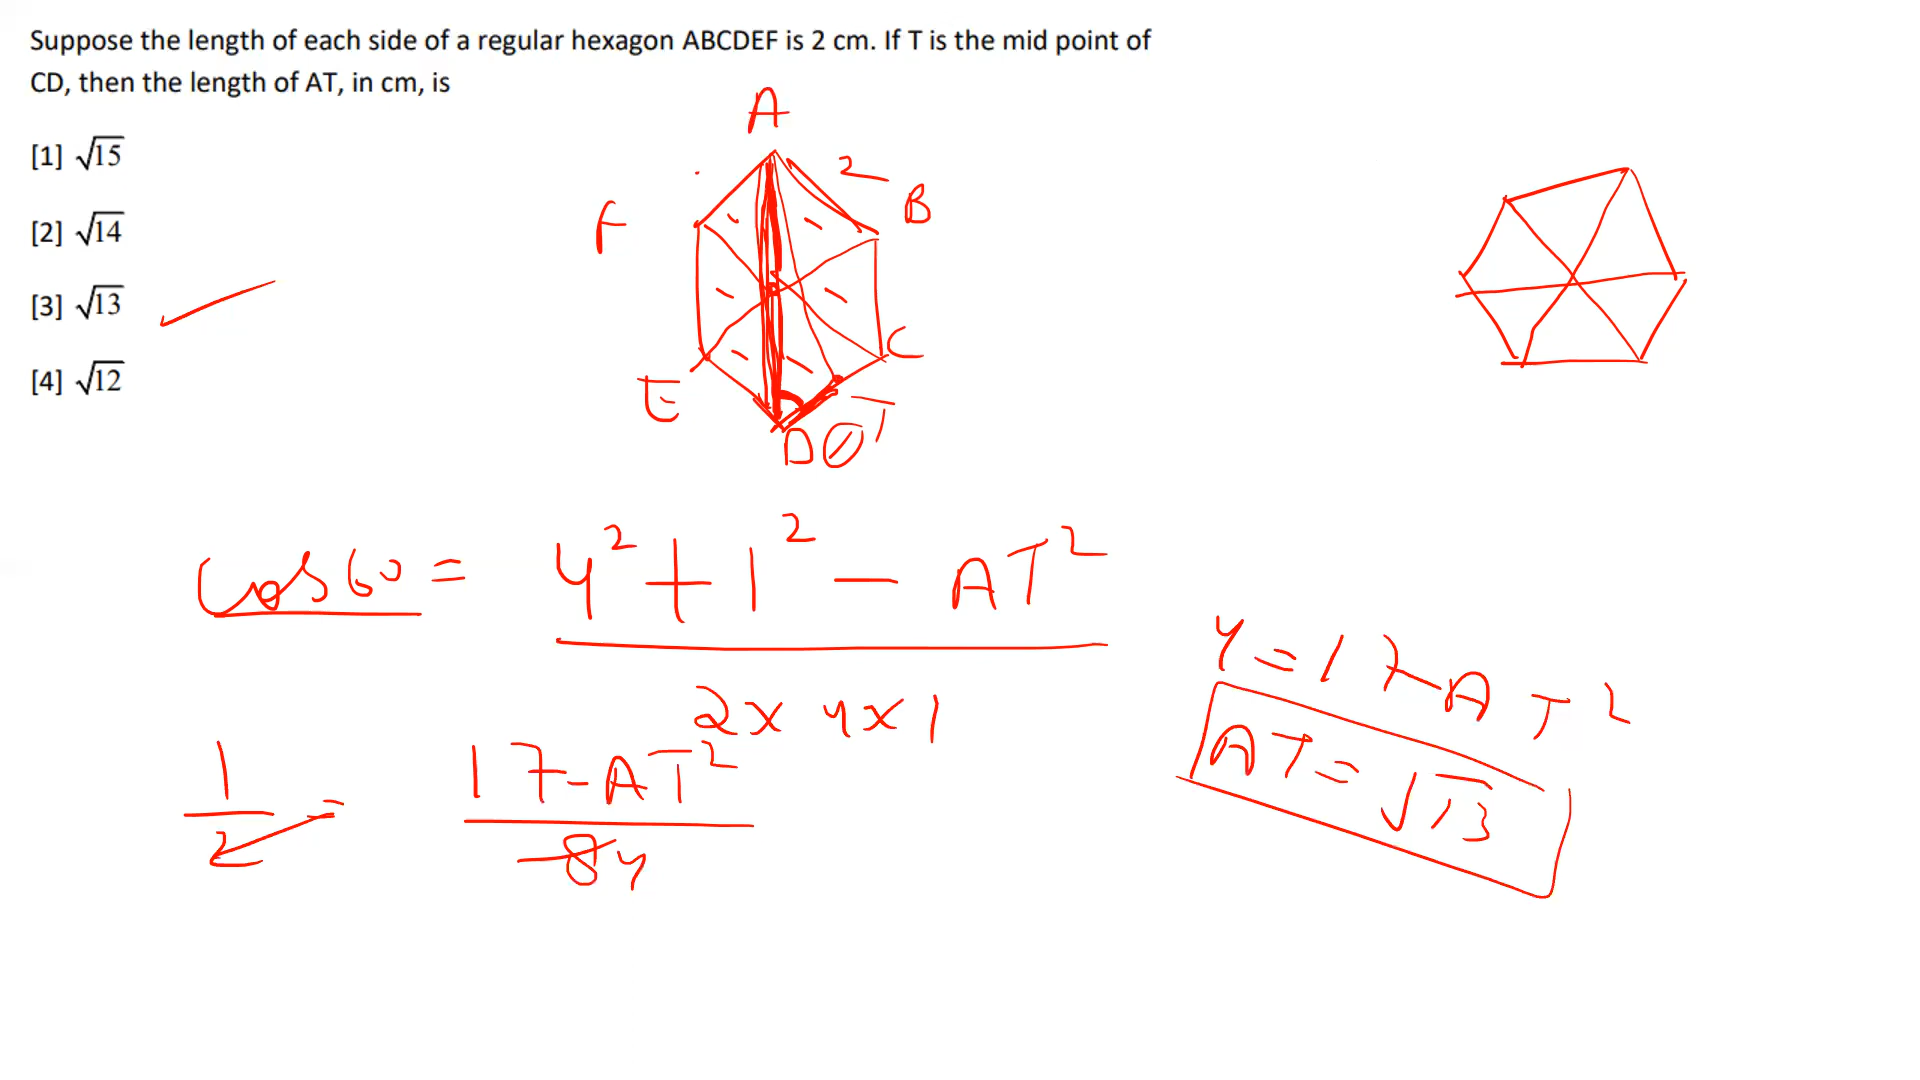 Suppose the length of each side of a regular hexagon ABCDEF is 2 cm. If T is the mid point of
CD, then the length of AT, in cm, is
[1] √15
[2] √14
[3] √13
[4] √12
A
2
B
F
C
E
T
D 1
cos 60 = 4² + 1² - AT²
2 x 4 x 1
1/2 = 17 - AT²
8 4
4 = 17 - AT²
AT = √13